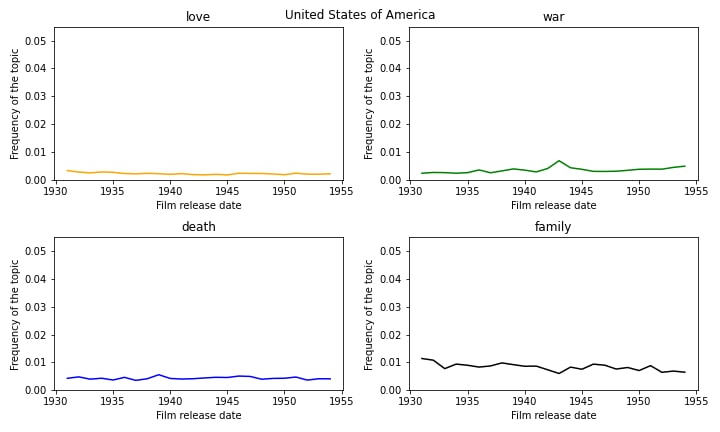 United States of America
love
Frequency of the topic
0.05
0.04
0.03
0.02
0.01
0.00
1930 1935 1940 1945 1950 1955
Film release date
war
Frequency of the topic
0.05
0.04
0.03
0.02
0.01
0.00
1930 1935 1940 1945 1950 1955
Film release date
death
Frequency of the topic
0.05
0.04
0.03
0.02
0.01
0.00
1930 1935 1940 1945 1950 1955
Film release date
family
Frequency of the topic
0.05
0.04
0.03
0.02
0.01
0.00
1930 1935 1940 1945 1950 1955
Film release date